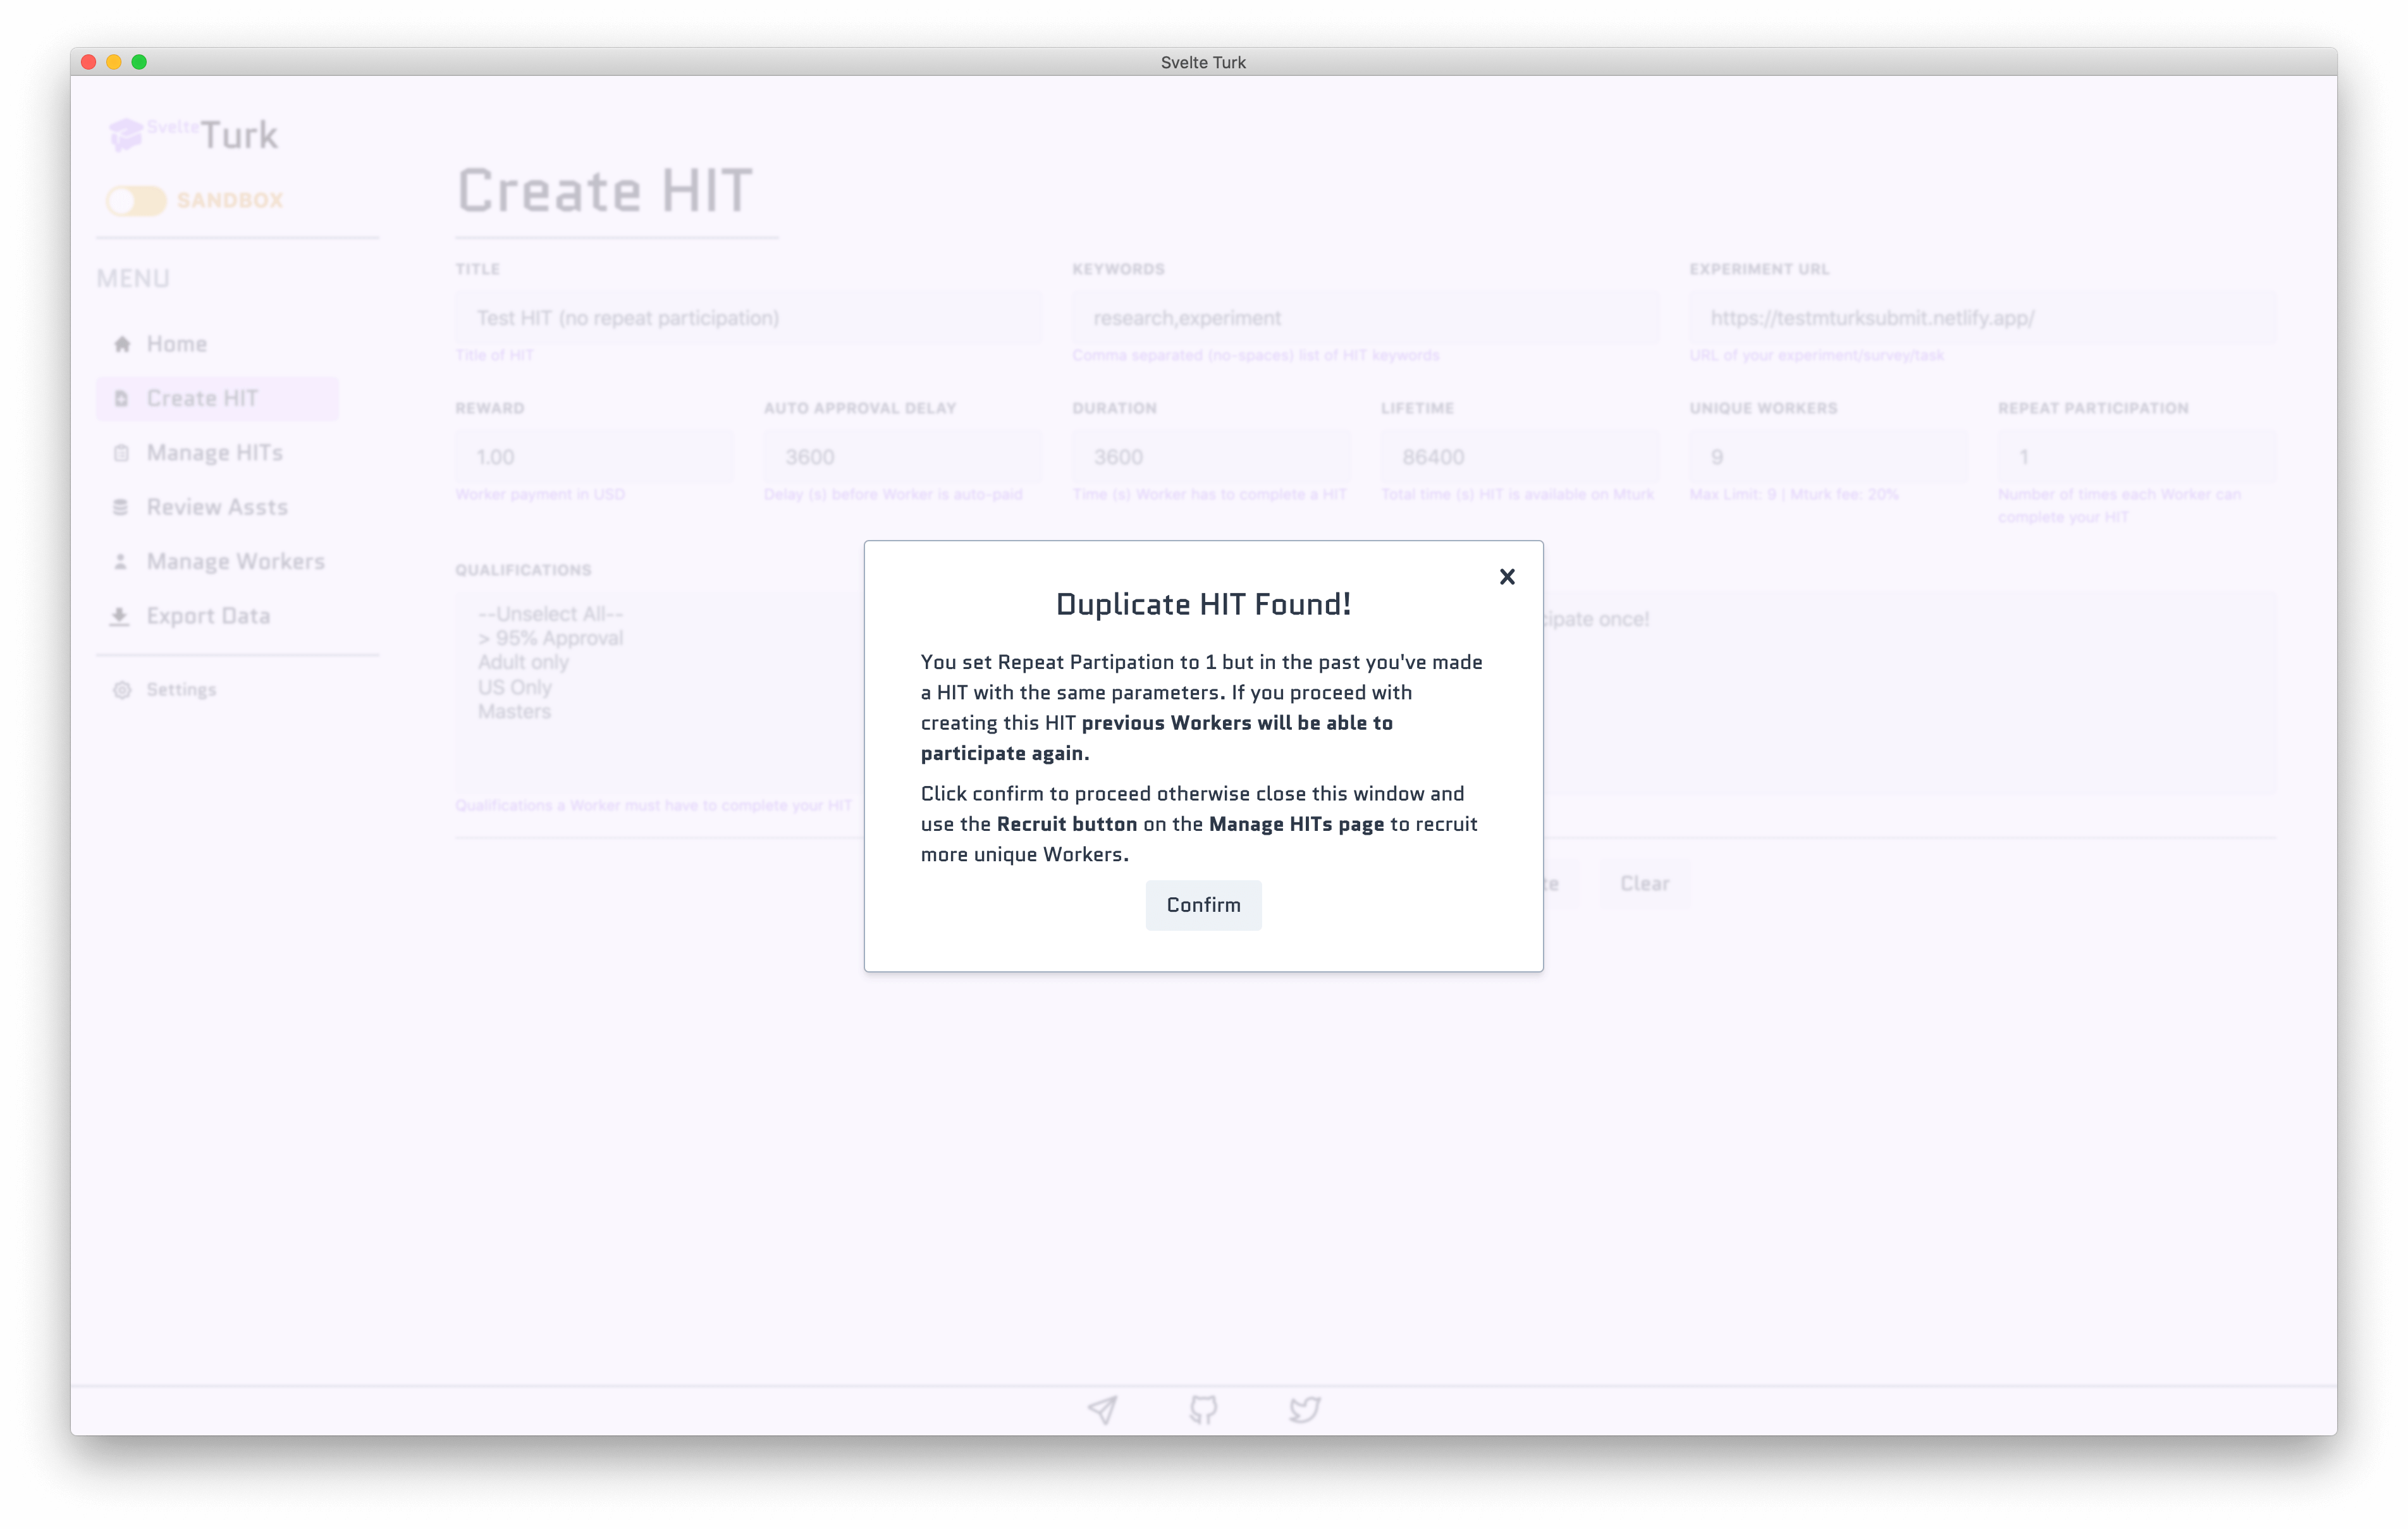 Svelte Turk
SvelteTurk
SANDBOX
MENU
Home
Create HIT
Manage HITs
Review Assts
Manage Workers
Export Data
Settings
Create HIT
TITLE
Test HIT (no repeat participation)
Title of HIT
KEYWORDS
research,experiment
Comma separated (no-spaces) list of HIT keywords
EXPERIMENT URL
https://testmturksubmit.netlify.app/
URL of your experiment/survey/task
REWARD
1.00
Worker payment in USD
AUTO APPROVAL DELAY
3600
Delay (s) before Worker is auto-paid
DURATION
3600
Time (s) Worker has to complete a HIT
LIFETIME
86400
Total time (s) HIT is available on Mturk
UNIQUE WORKERS
9
Max Limit: 9 | Mturk fee: 20%
REPEAT PARTICIPATION
1
Number of times each Worker can
complete your HIT
QUALIFICATIONS
--Unselect All--
> 95% Approval
Adult only
US Only
Masters
Qualifications a Worker must have to complete your HIT
once!
Clear
Duplicate HIT Found!
You set Repeat Partipation to 1 but in the past you've made
a HIT with the same parameters. If you proceed with
creating this HIT previous Workers will be able to
participate again.
Click confirm to proceed otherwise close this window and
use the Recruit button on the Manage HITs page to recruit
more unique Workers.
Confirm